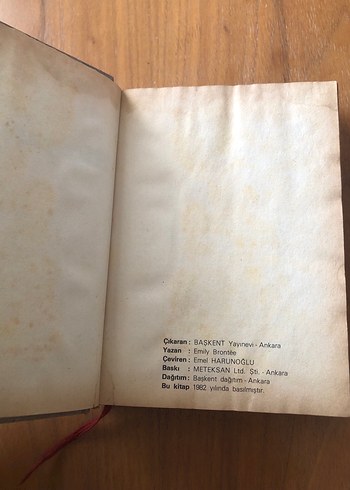 Çıkaran : BAŞKENT Yayınevi - Ankara
Yazan : Emily Brontée
Çeviren : Emel HARUNOĞLU
Baskı : METEKSAN Ltd. Şti. - Ankara
Dağıtım : Başkent dağıtım - Ankara
Bu kitap 1982 yılında basılmıştır.